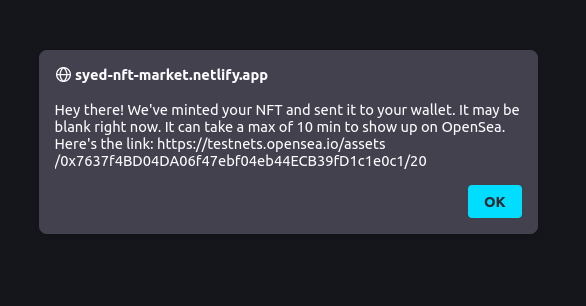 syed-nft-market.netlify.app
Hey there! We've minted your NFT and sent it to your wallet. It may be
blank right now. It can take a max of 10 min to show up on OpenSea.
Here's the link: https://testnets.opensea.io/assets
/0x7637f4BD04DA06f47ebf04eb44ECB39fD1c1e0c1/20
OK